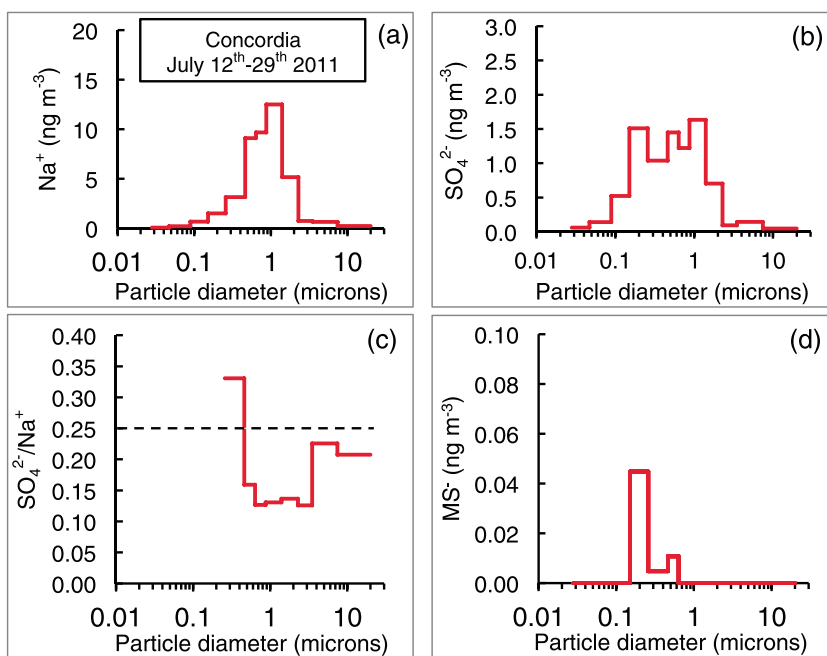 (a)
Concordia
July 12th-29th 2011
Na+ (ng m-3)
20
15
10
5
0
0.01 0.1 1 10
Particle diameter (microns)
(b)
SO42- (ng m-3)
3.0
2.5
2.0
1.5
1.0
0.5
0.0
0.01 0.1 1 10
Particle diameter (microns)
(c)
SO42-/Na+
0.40
0.35
0.30
0.25
0.20
0.15
0.10
0.05
0.00
0.01 0.1 1 10
Particle diameter (microns)
(d)
MS- (ng m-3)
0.10
0.08
0.06
0.04
0.02
0.00
0.01 0.1 1 10
Particle diameter (microns)